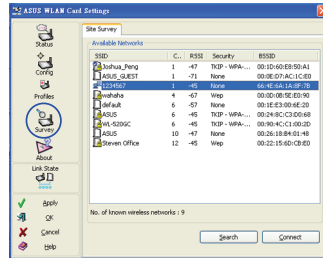 ASUS WLAN Card Settings
Status
Config
Profiles
Survey
About
Link State
Apply
OK
Cancel
Help
Site Survey
Available Networks
SSID C.. RSSI Security BSSID
Joshua_Peng 1 -47 TKIP - WPA-... 00:1D:60:E8:50:A1
ASUS_GUEST 1 -71 None 00:0E:D7:AC:1C:E0
1234567 1 -45 None 66:4E:6A:1A:8F:7B
wahaha 4 -67 Wep 00:0D:0B:5E:E0:90
default 6 -57 None 00:1E:E3:00:6E:20
ASUS 6 -45 TKIP - WPA-... 00:24:8C:C3:D0:6B
WL-520GC 6 -45 TKIP - WPA-... 00:90:4C:C1:00:2D
ASUS 10 -47 None 00:26:18:84:01:48
Steven Office 12 -45 Wep 00:22:15:6D:CB:E0
No. of known wireless networks : 9
Search Connect